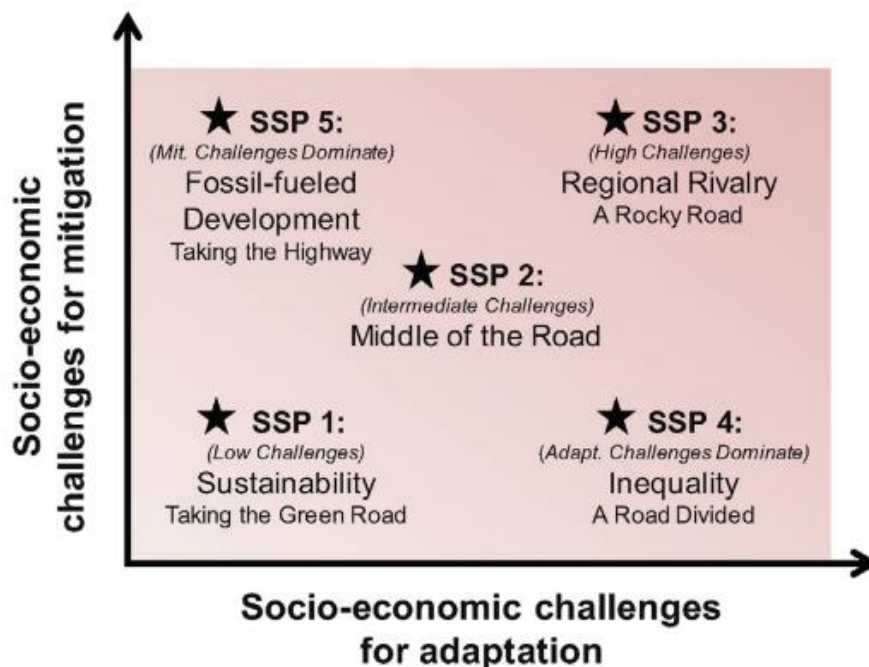 Socio-economic
challenges for mitigation
SSP 5:
(Mit. Challenges Dominate)
Fossil-fueled
Development
Taking the Highway
SSP 3:
(High Challenges)
Regional Rivalry
A Rocky Road
SSP 2:
(Intermediate Challenges)
Middle of the Road
SSP 1:
(Low Challenges)
Sustainability
Taking the Green Road
SSP 4:
(Adapt. Challenges Dominate)
Inequality
A Road Divided
Socio-economic challenges
for adaptation